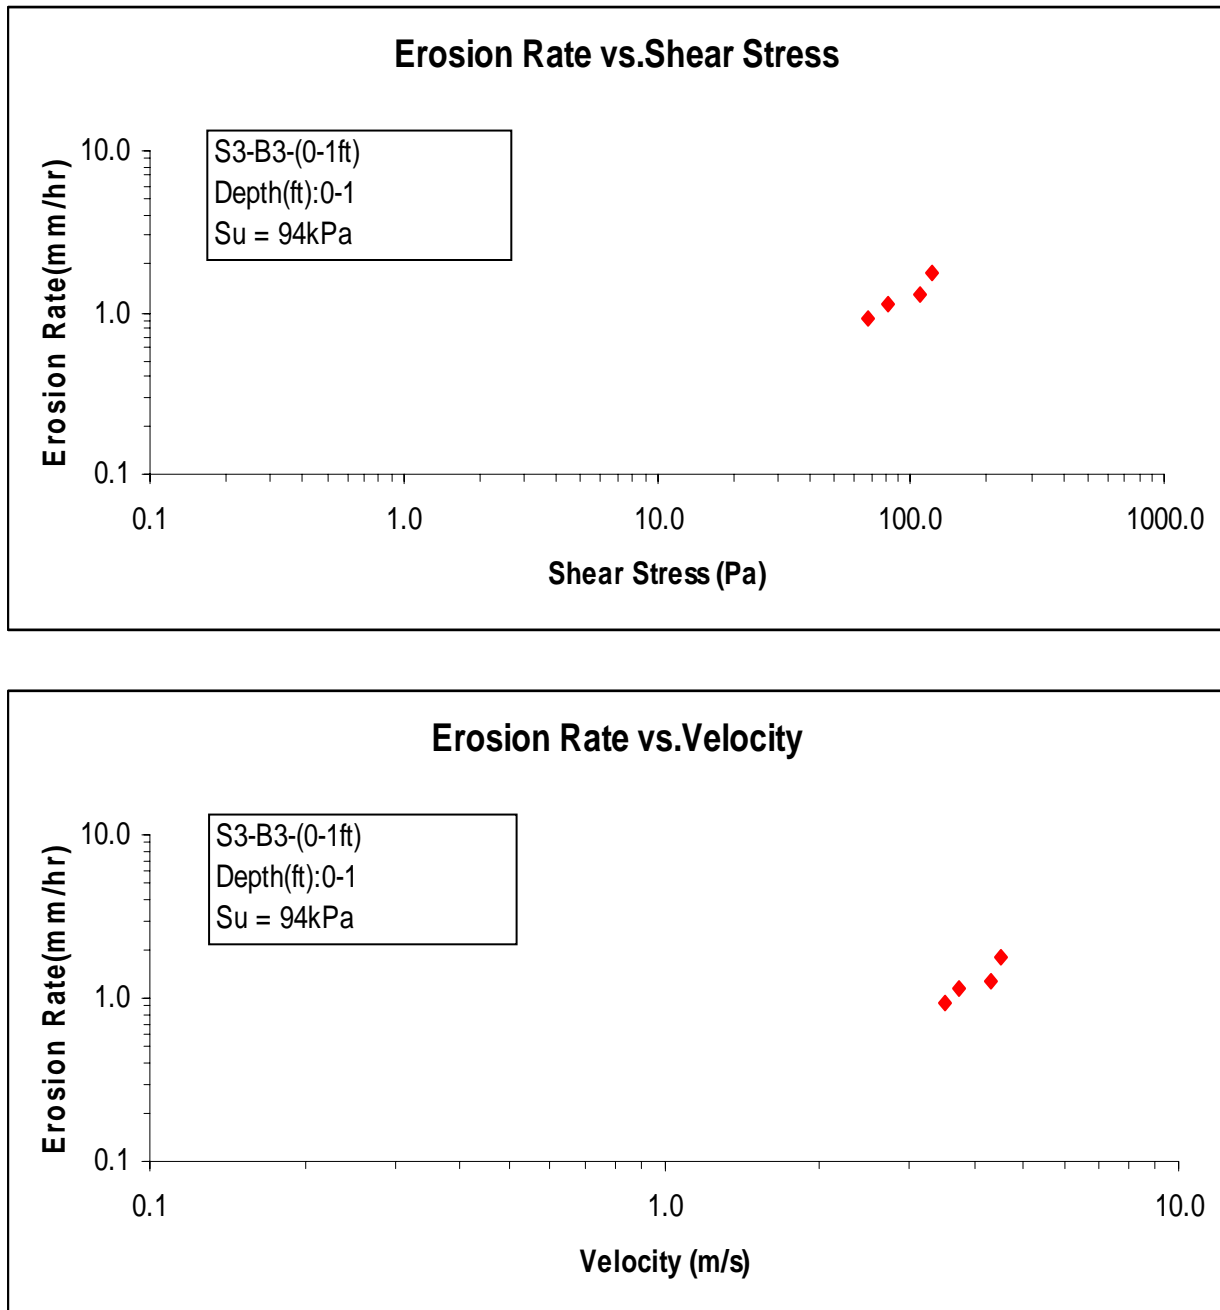 Erosion Rate vs.Shear Stress
S3-B3-(0-1ft)
Depth(ft):0-1
Su = 94kPa
Erosion Rate(mm/hr)
10.0
1.0
0.1
0.1 1.0 10.0 100.0 1000.0
Shear Stress (Pa)
Erosion Rate vs.Velocity
S3-B3-(0-1ft)
Depth(ft):0-1
Su = 94kPa
Erosion Rate(mm/hr)
10.0
1.0
0.1
0.1 1.0 10.0
Velocity (m/s)